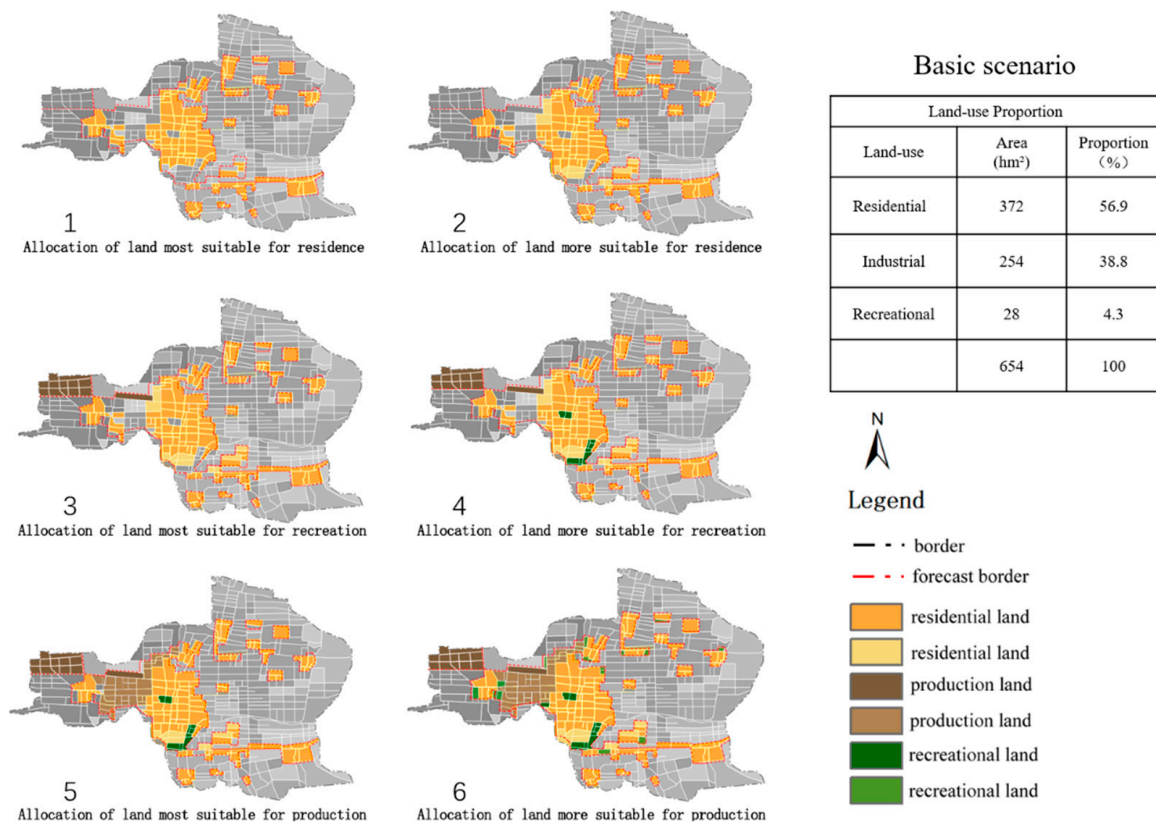 1
Allocation of land most suitable for residence
2
Allocation of land more suitable for residence
3
Allocation of land most suitable for recreation
4
Allocation of land more suitable for recreation
5
Allocation of land most suitable for production
6
Allocation of land more suitable for production
Basic scenario
Land-use Proportion
Land-use Area (hm²) Proportion (%)
Residential 372 56.9
Industrial 254 38.8
Recreational 28 4.3
654 100
N
Legend
border
forecast border
residential land
residential land
production land
production land
recreational land
recreational land